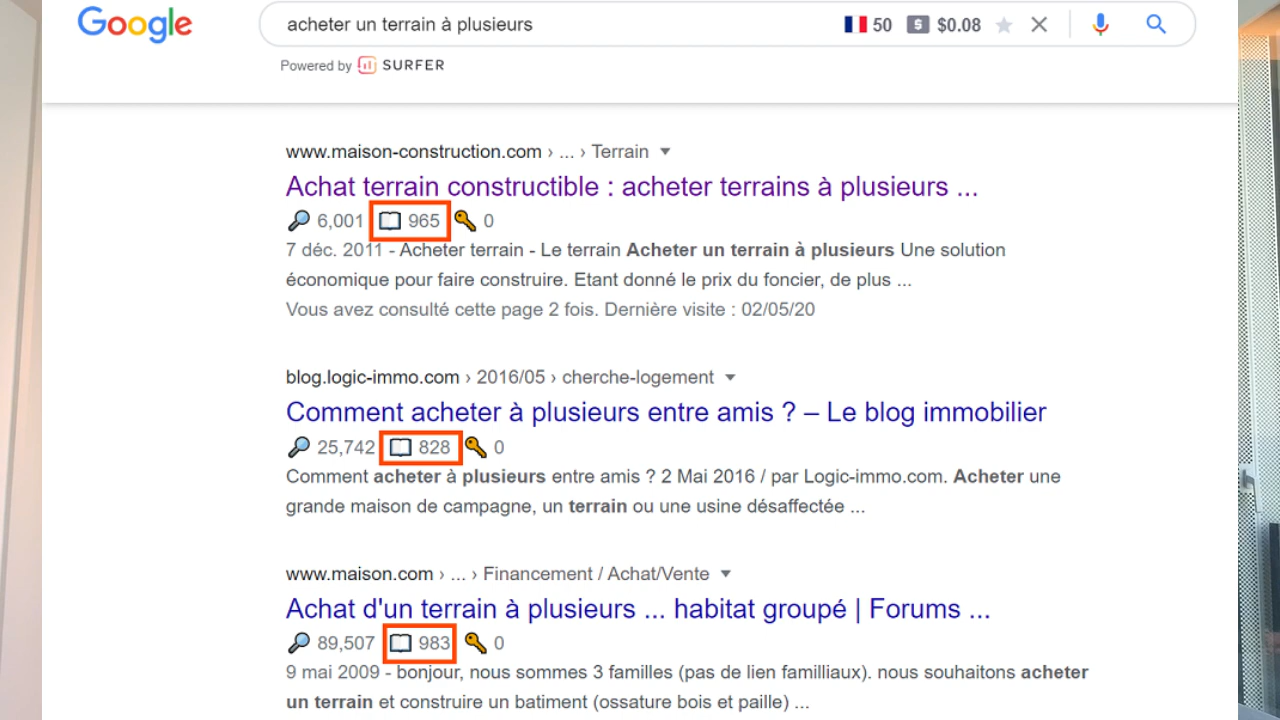 Google
acheter un terrain à plusieurs
50 $ $0.08
Powered by SURFER
www.maison-construction.com › ... › Terrain
Achat terrain constructible : acheter terrains à plusieurs ...
6,001 965 0
7 déc. 2011 - Acheter terrain - Le terrain Acheter un terrain à plusieurs Une solution
économique pour faire construire. Etant donné le prix du foncier, de plus ...
Vous avez consulté cette page 2 fois. Dernière visite : 02/05/20
blog.logic-immo.com › 2016/05 › cherche-logement
Comment acheter à plusieurs entre amis ? – Le blog immobilier
25,742 828 0
Comment acheter à plusieurs entre amis ? 2 Mai 2016 / par Logic-immo.com. Acheter une
grande maison de campagne, un terrain ou une usine désaffectée ...
www.maison.com › ... › Financement / Achat/Vente
Achat d'un terrain à plusieurs ... habitat groupé | Forums ...
89,507 983 0
9 mai 2009 - bonjour, nous sommes 3 familles (pas de lien familliaux). nous souhaitons acheter
un terrain et construire un batiment (ossature bois et paille) ...